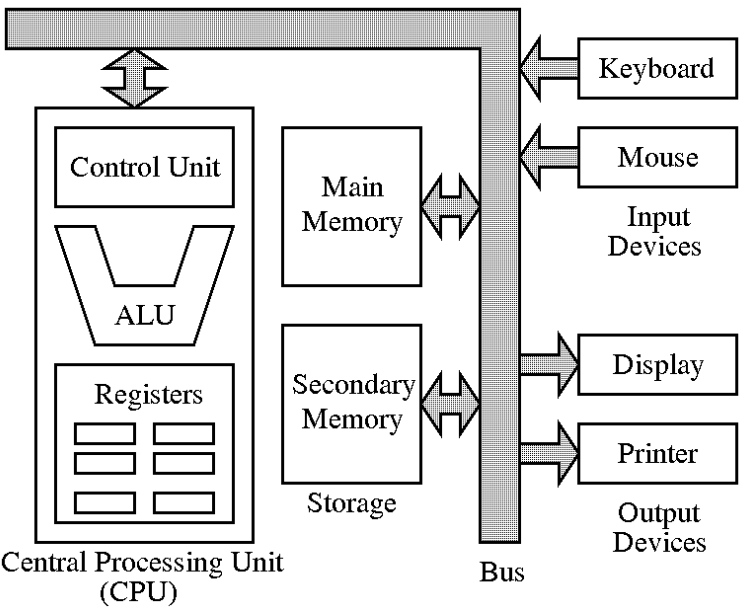 Control Unit
ALU
Registers
Central Processing Unit
(CPU)
Main
Memory
Secondary
Memory
Storage
Bus
Keyboard
Mouse
Input
Devices
Display
Printer
Output
Devices